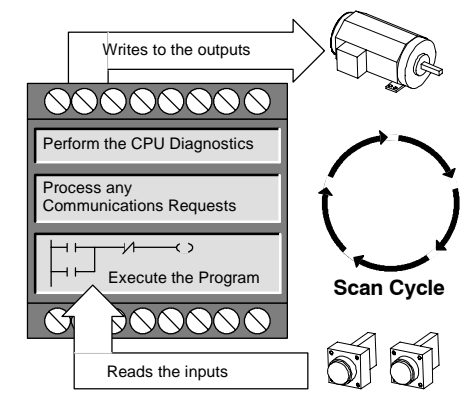 Writes to the outputs
Perform the CPU Diagnostics
Process any
Communications Requests
Execute the Program
Scan Cycle
Reads the inputs